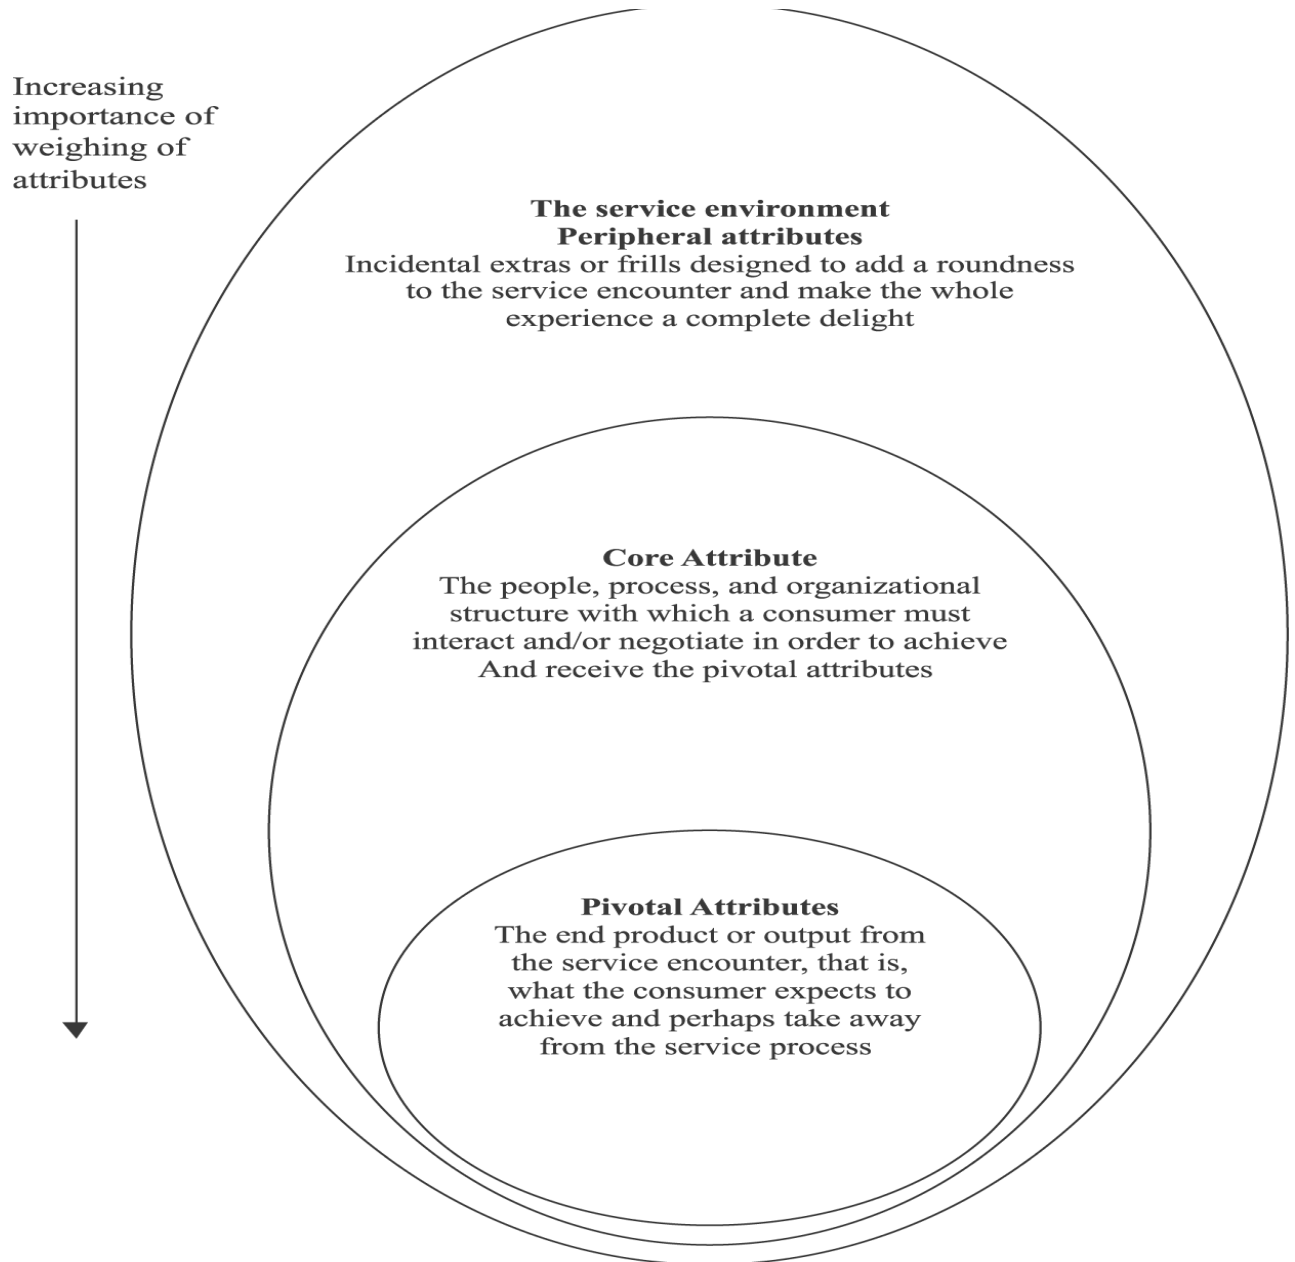 Increasing
importance of
weighing of
attributes
The service environment
Peripheral attributes
Incidental extras or frills designed to add a roundness
to the service encounter and make the whole
experience a complete delight
Core Attribute
The people, process, and organizational
structure with which a consumer must
interact and/or negotiate in order to achieve
And receive the pivotal attributes
Pivotal Attributes
The end product or output from
the service encounter, that is,
what the consumer expects to
achieve and perhaps take away
from the service process